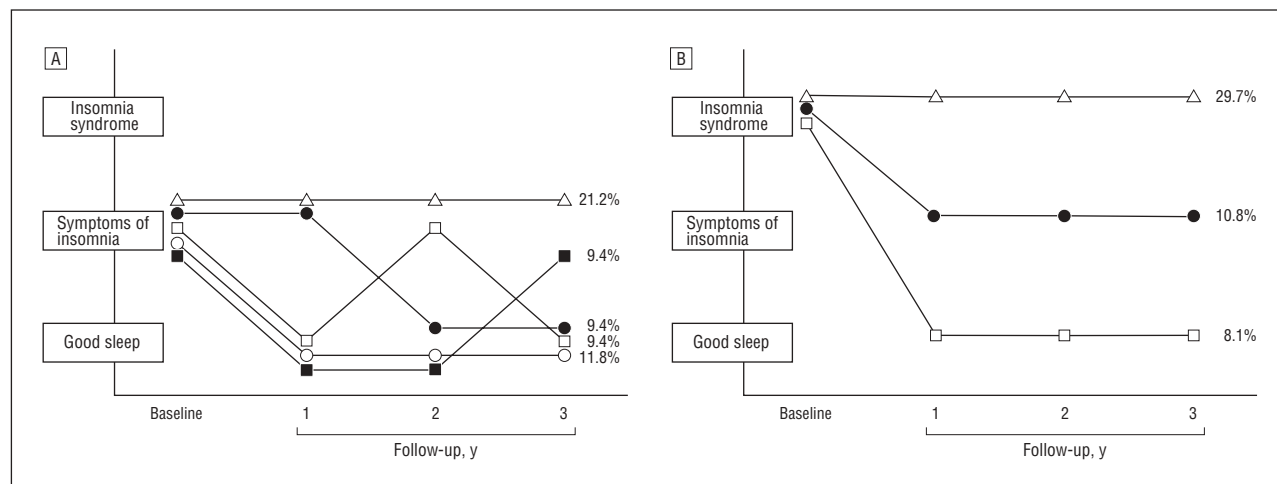 A
Insomnia
syndrome
Symptoms of
insomnia
Good sleep
21.2%
9.4%
9.4%
9.4%
11.8%
Baseline
1
2
3
Follow-up, y
B
Insomnia
syndrome
Symptoms of
insomnia
Good sleep
29.7%
10.8%
8.1%
Baseline
1
2
3
Follow-up, y